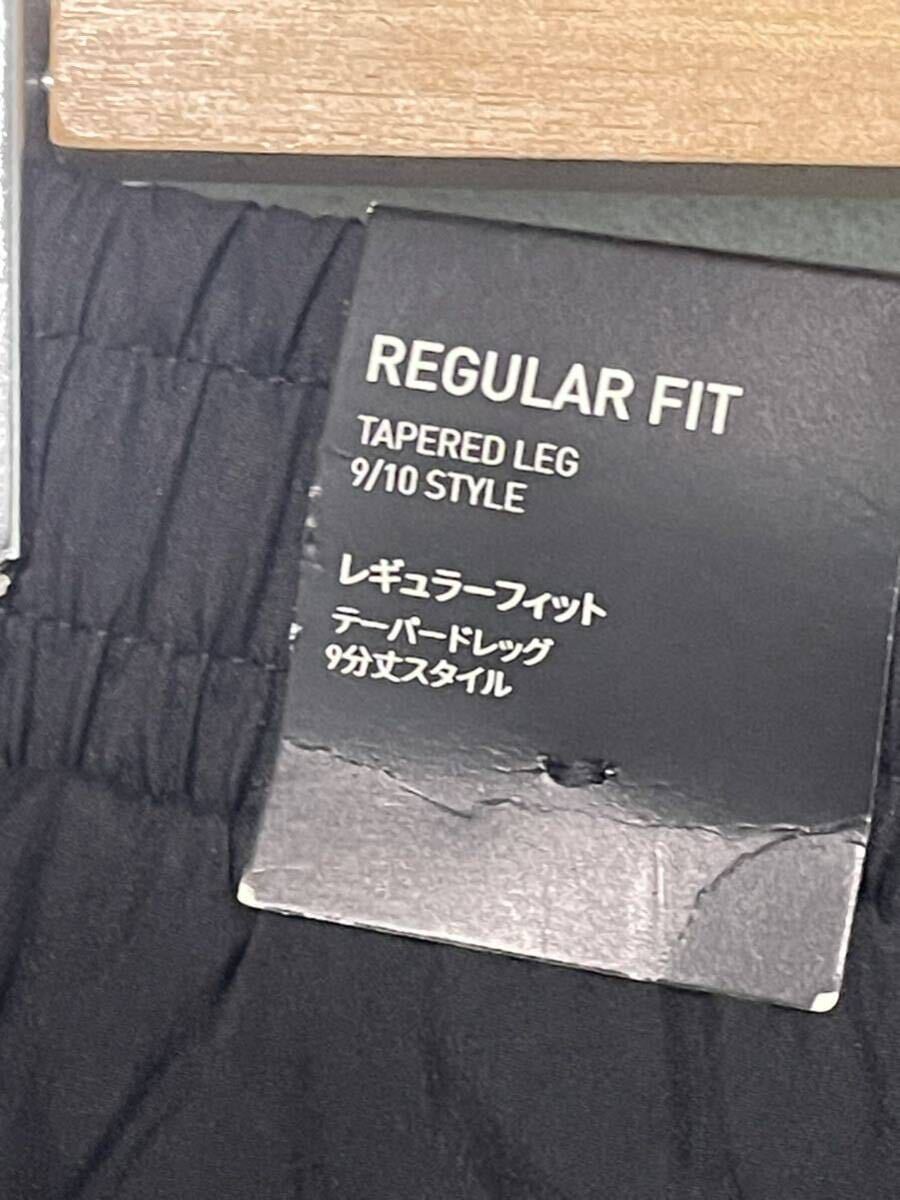 REGULAR FIT
TAPERED LEG
9/10 STYLE
レギュラーフィット
テーパードレッグ
9分丈スタイル